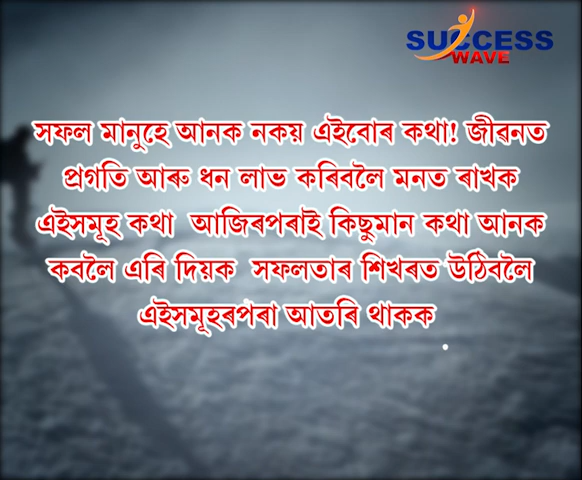 SUCCESS
WAVE
সফল মানুহে আনক নকয় এইবোৰ কথা! জীৱনত
প্ৰগতি আৰু ধন লাভ কৰিবলৈ মনত ৰাখক
এইসমূহ কথা  আজিৰপৰাই কিছুমান কথা আনক
কবলৈ এৰি দিয়ক  সফলতাৰ শিখৰত উঠিবলৈ
এইসমূহৰপৰা আতৰি থাকক